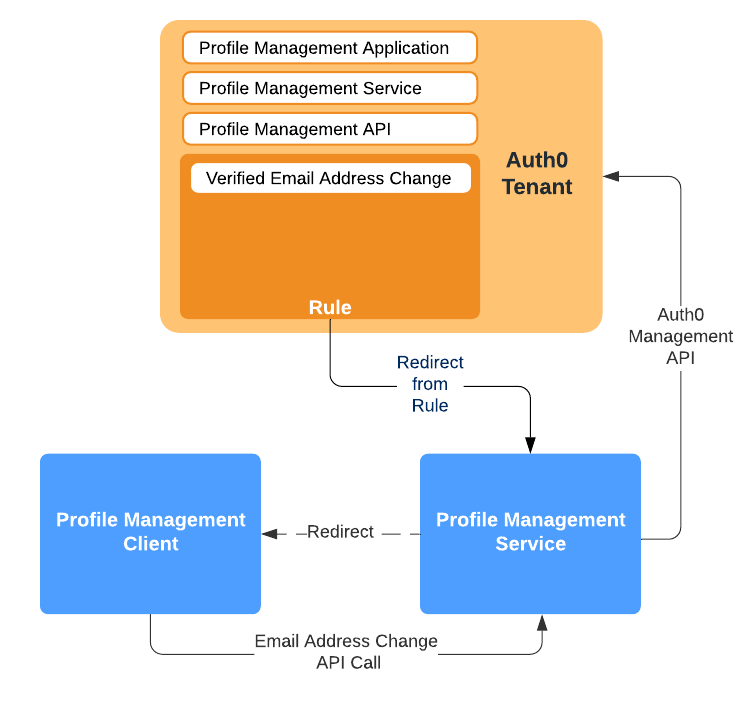 Profile Management Application
Profile Management Service
Profile Management API
Verified Email Address Change
Rule
Auth0
Tenant
Auth0
Management
API
Redirect
from
Rule
Profile Management
Client
Redirect
Profile Management
Service
Email Address Change
API Call